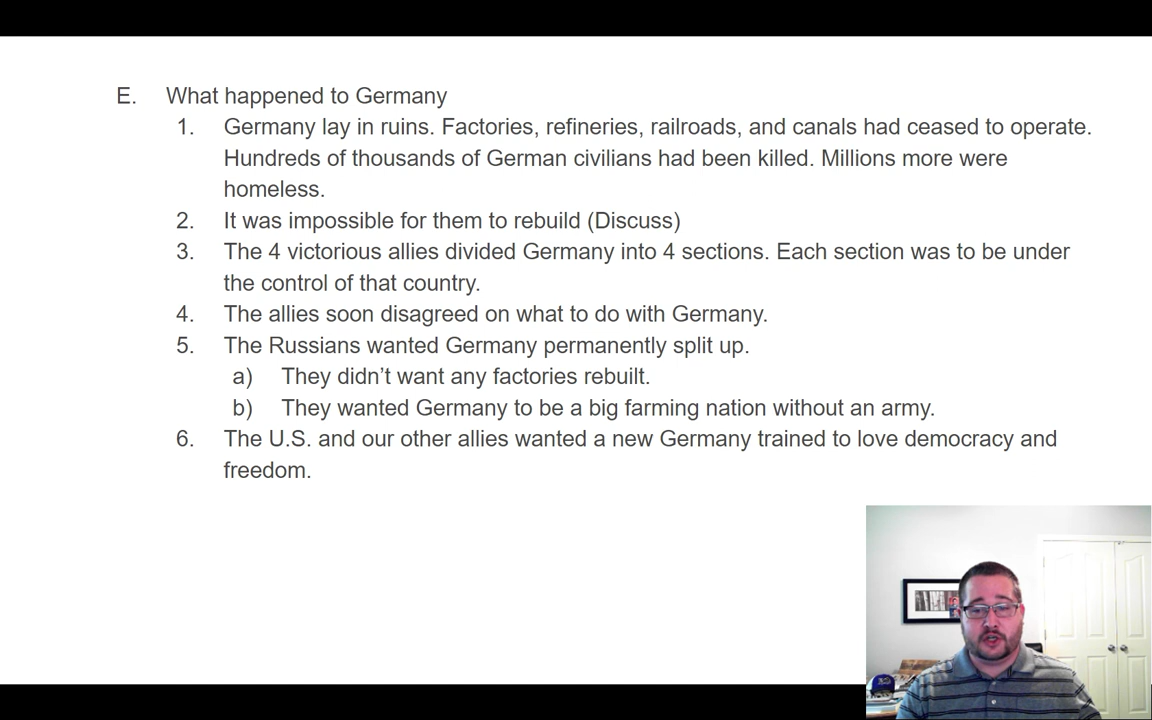 E. What happened to Germany
1. Germany lay in ruins. Factories, refineries, railroads, and canals had ceased to operate.
Hundreds of thousands of German civilians had been killed. Millions more were
homeless.
2. It was impossible for them to rebuild (Discuss)
3. The 4 victorious allies divided Germany into 4 sections. Each section was to be under
the control of that country.
4. The allies soon disagreed on what to do with Germany.
5. The Russians wanted Germany permanently split up.
a) They didn’t want any factories rebuilt.
b) They wanted Germany to be a big farming nation without an army.
6. The U.S. and our other allies wanted a new Germany trained to love democracy and
freedom.